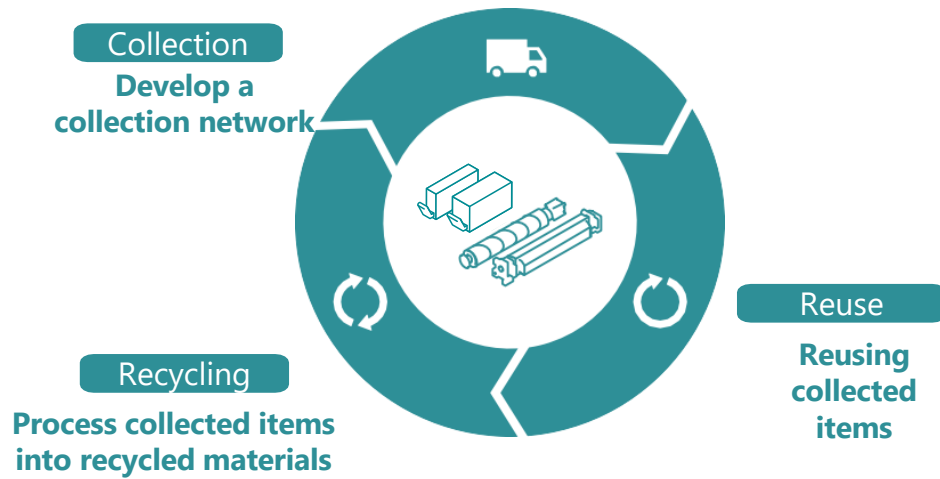 Collection
Develop a
collection network
Reuse
Reusing
collected
items
Recycling
Process collected items
into recycled materials